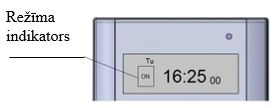 Režīma
indikators
Tu
ON 16:25 00